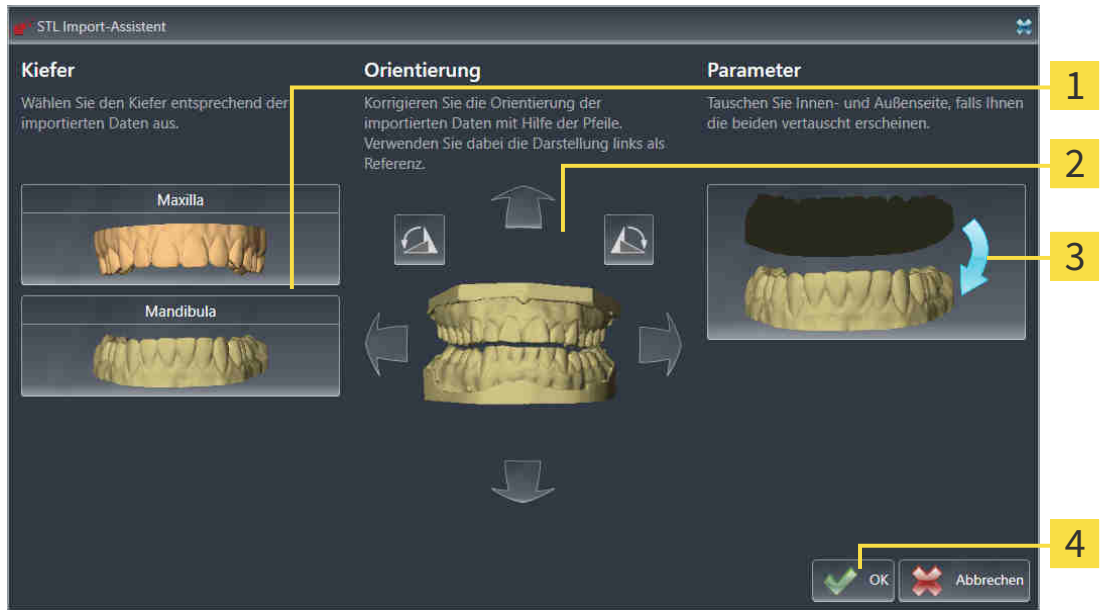 STL Import-Assistent
Kiefer
Wählen Sie den Kiefer entsprechend der
importierten Daten aus.
Maxilla
Mandibula
Orientierung
Korrigieren Sie die Orientierung der
importierten Daten mit Hilfe der Pfeile.
Verwenden Sie dabei die Darstellung links als
Referenz.
Parameter
Tauschen Sie Innen- und Außenseite, falls Ihnen
die beiden vertauscht erscheinen.
OK
Abbrechen
1
2
3
4